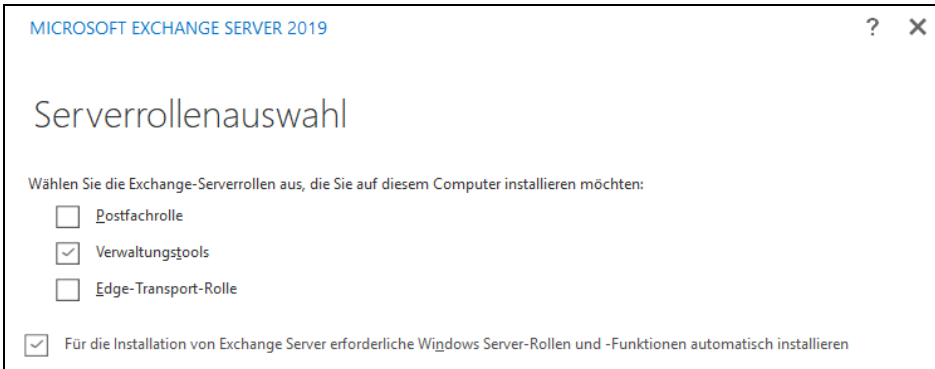 MICROSOFT EXCHANGE SERVER 2019 ?
Serverrollenauswahl
Wählen Sie die Exchange-Serverrollen aus, die Sie auf diesem Computer installieren möchten:
Postfachrolle
Verwaltungstools
Edge-Transport-Rolle
Für die Installation von Exchange Server erforderliche Windows Server-Rollen und -Funktionen automatisch installieren